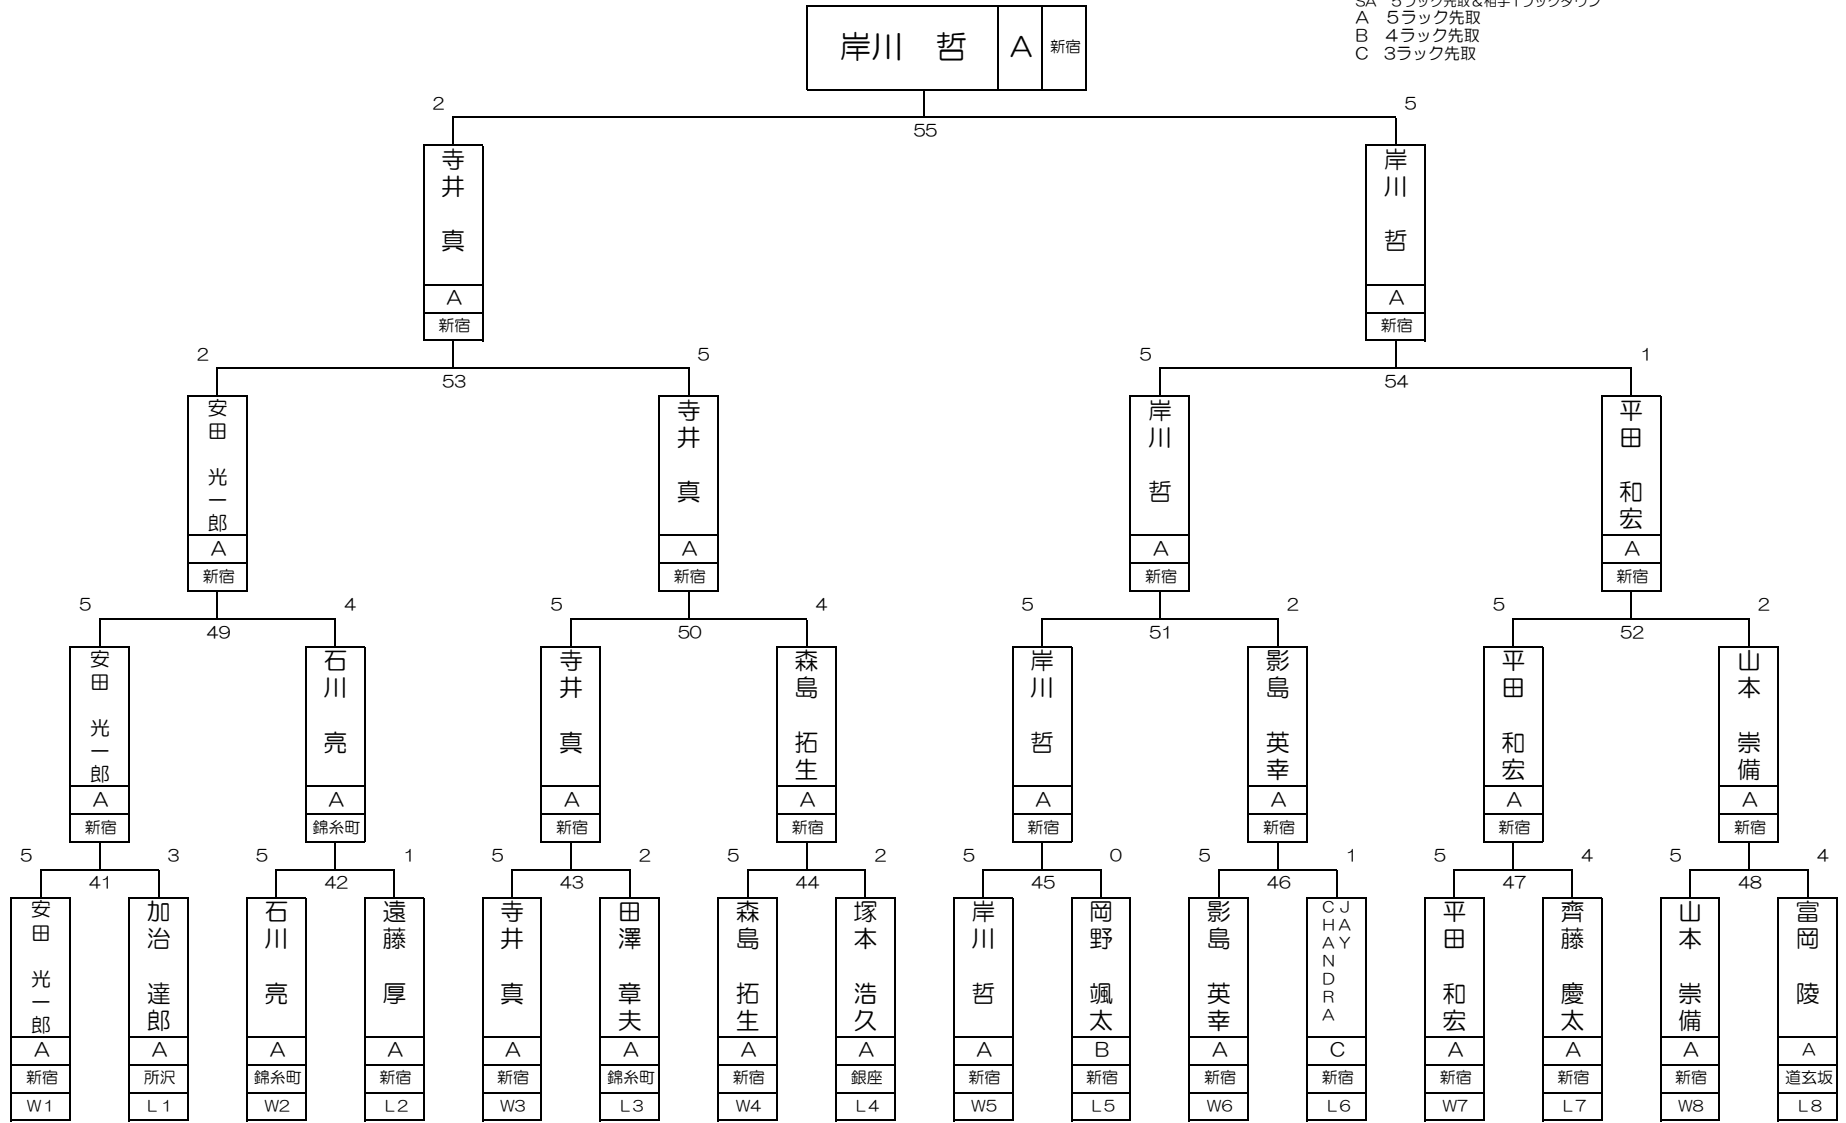 SA 5ラック先取&相手1ラックダウン
A 5ラック先取
B 4ラック先取
C 3ラック先取
岸川 哲 A 新宿
2 5
55
寺井 真 岸川 哲
A A
新宿 新宿
2 5 5 1
53 54
安田 光一郎 寺井 真 岸川 哲 平田 和宏
A A A A
新宿 新宿 新宿 新宿
5 4 5 4 5 2 5 2
49 50 51 52
安田 光一郎 石川 亮 寺井 真 森島 拓生 岸川 哲 影島 英幸 平田 和宏 山本 崇備
A A A A A A A A
新宿 錦糸町 新宿 新宿 新宿 新宿 新宿 新宿
5 3 5 1 5 2 5 2 5 0 5 1 5 4 5 4
41 42 43 44 45 46 47 48
安田 光一郎 加治 達郎 石川 亮 遠藤 厚 寺井 真 田澤 章夫 森島 拓生 塚本 浩久 岸川 哲 岡野 颯太 影島 英幸 JAY CHANDRA 平田 和宏 齊藤 慶太 山本 崇備 富岡 陵
A A A A A A A A A B A C A A A A
新宿 所沢 錦糸町 新宿 新宿 錦糸町 新宿 銀座 新宿 新宿 新宿 新宿 新宿 新宿 新宿 道玄坂
W1 L1 W2 L2 W3 L3 W4 L4 W5 L5 W6 L6 W7 L7 W8 L8